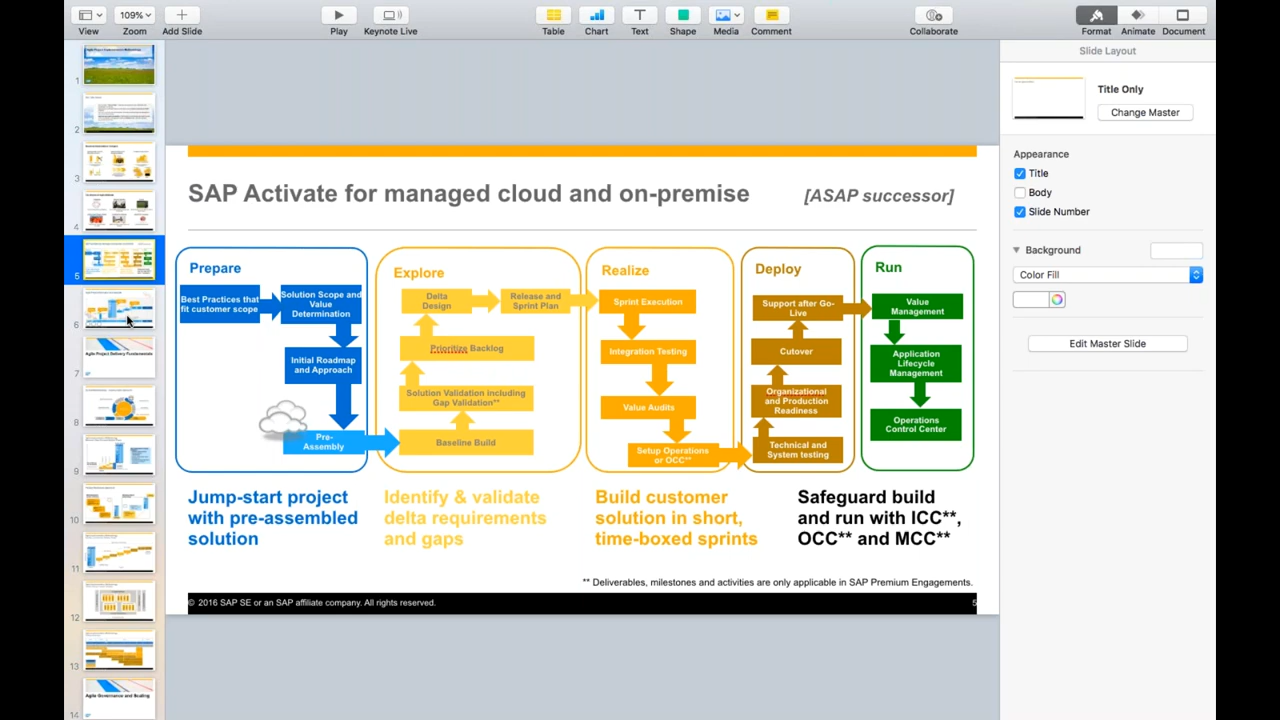 View
109%
Zoom
Add Slide
Play
Keynote Live
Table
Chart
Text
Shape
Media
Comment
Collaborate
Format
Animate
Document
1
2
3
4
5
6
7
Agile Project Delivery Fundamentals
8
9
10
11
12
13
14
Agile Governance and Scaling
SAP Activate for managed cloud and on-premise
[ASAP successor]
Prepare
Best Practices that
fit customer scope
Solution Scope and
Value
Determination
Initial Roadmap
and Approach
Pre-
Assembly
Explore
Delta
Design
Release and
Sprint Plan
Prioritize Backlog
Solution Validation including
Gap Validation**
Baseline Build
Realize
Sprint Execution
Integration Testing
Value Audits
Setup Operations
or OCC**
Deploy
Support after Go-
Live
Cutover
Organizational
and Production
Readiness
Technical and
System testing
Run
Value
Management
Application
Lifecycle
Management
Operations
Control Center
Jump-start project
with pre-assembled
solution
Identify & validate
delta requirements
and gaps
Build customer
solution in short,
time-boxed sprints
Safeguard build
and run with ICC**,
OCC** and MCC**
** Deliverables, milestones and activities are only applicable in SAP Premium Engagements.
© 2016 SAP SE or an SAP affiliate company. All rights reserved.
5
Slide Layout
Title Only
Change Master
Appearance
Title
Body
Slide Number
Background
Color Fill
Edit Master Slide